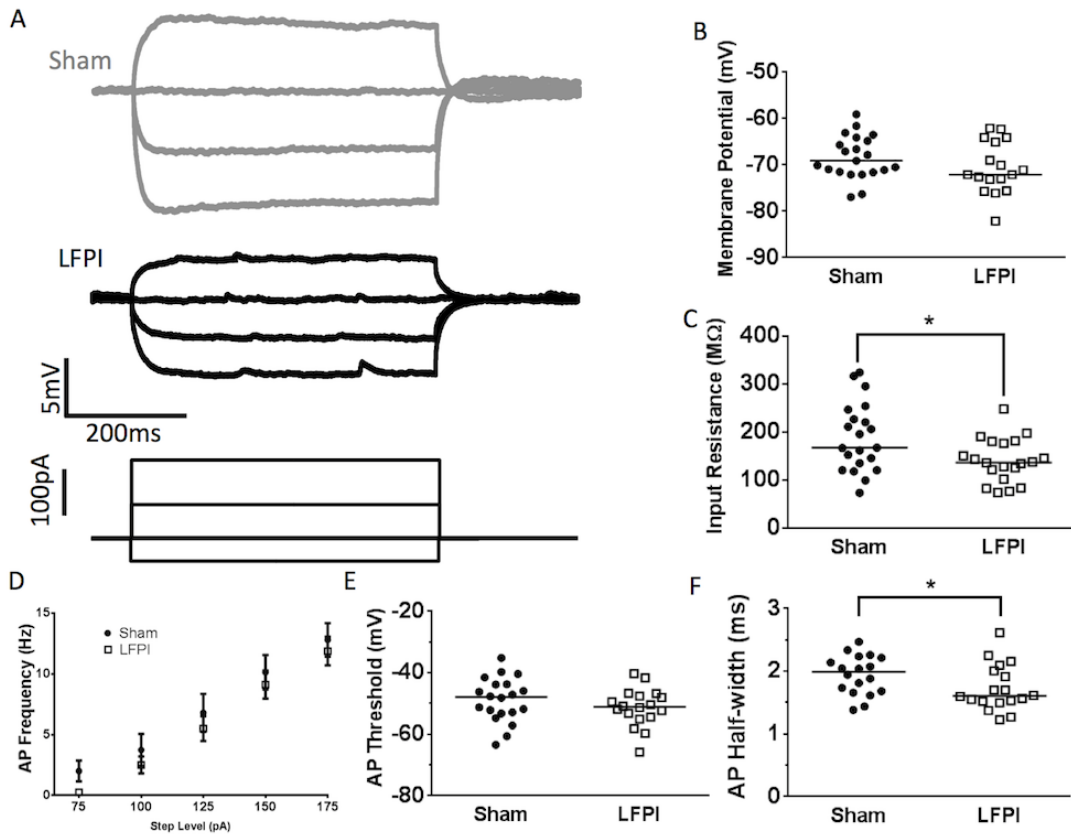 A
Sham
LFPI
5mV
200ms
100pA
B
Membrane Potential (mV)
-50
-60
-70
-80
-90
Sham LFPI
C
*
Input Resistance (MΩ)
400
300
200
100
0
Sham LFPI
D
AP Frequency (Hz)
15
10
5
0
Sham
LFPI
75 100 125 150 175
Step Level (pA)
E
AP Threshold (mV)
-20
-40
-60
-80
Sham LFPI
F
*
AP Half-width (ms)
3
2
1
0
Sham LFPI